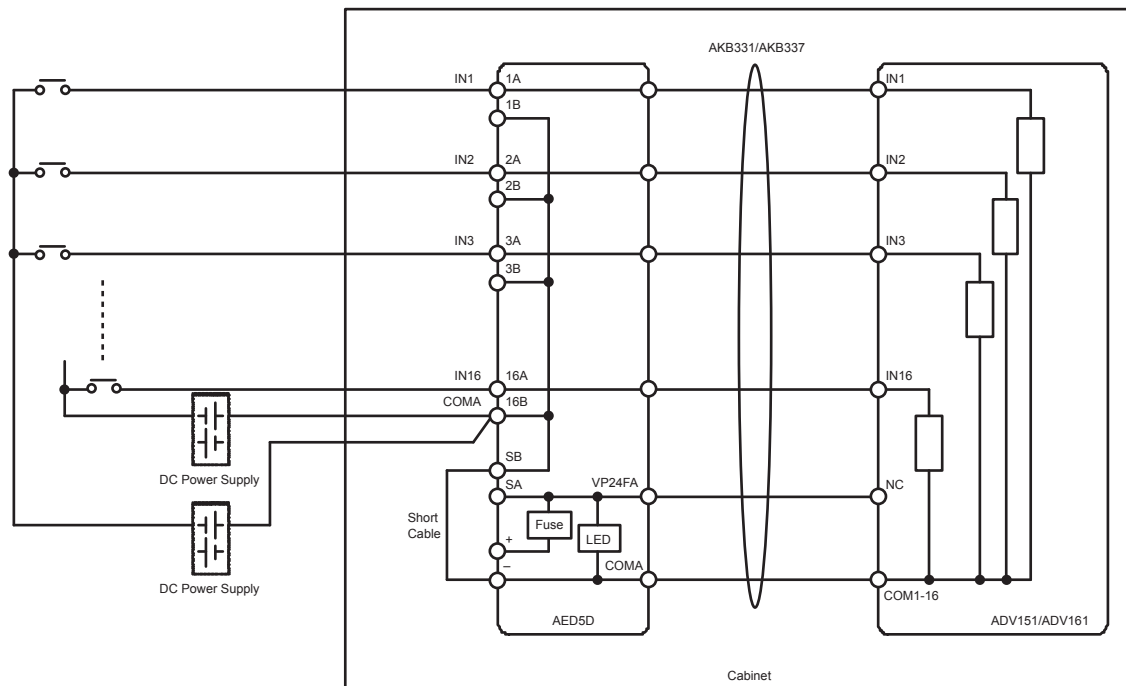 AKB331/AKB337
IN1
1A
IN1
1B
IN2
2A
IN2
2B
IN3
3A
IN3
3B
IN16
16A
IN16
COMA
16B
DC Power Supply
SB
SA
VP24FA
NC
Short
Cable
Fuse
LED
+
–
COMA
DC Power Supply
COM1-16
AED5D
ADV151/ADV161
Cabinet